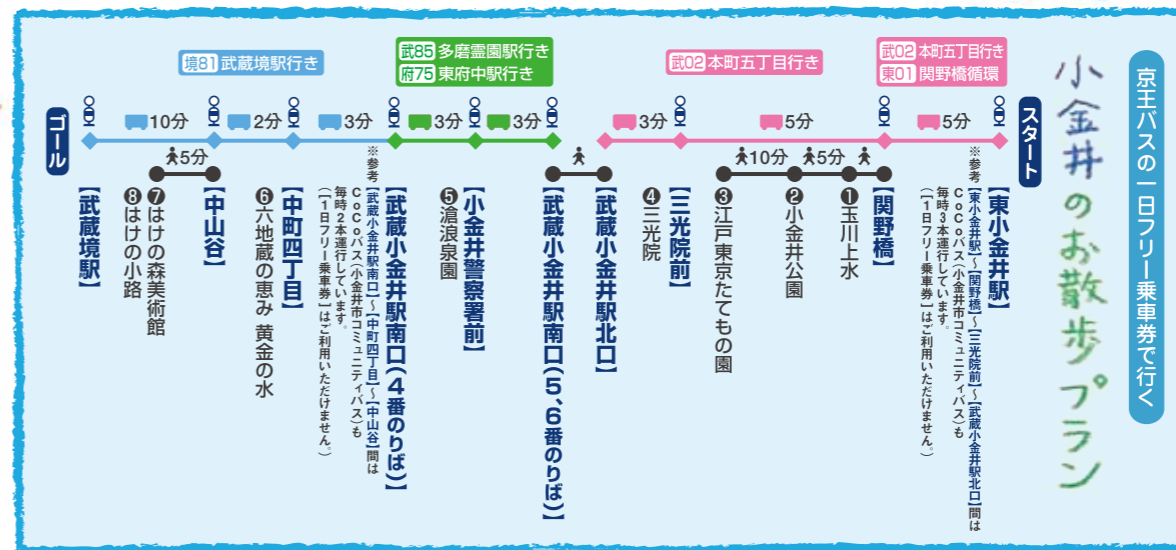 京王バスの一日フリー乗車券で行く
小金井のお散歩プラン
スタート
武02 本町五丁目行き
東01 関野橋循環
武02 本町五丁目行き
武85 多磨霊園駅行き
府75 東府中駅行き
境81 武蔵境駅行き
5分
5分
3分
3分
3分
3分
2分
10分
5分
10分
5分
【東小金井駅】
※参考【東小金井駅】〜【関野橋】〜【三光院前】〜【武蔵小金井駅北口】間は
CoCoバス(小金井市コミュニティバス)も
毎時3本運行しています。
(【1日フリー乗車券】はご利用いただけません。)
【関野橋】
❶玉川上水
❷小金井公園
❸江戸東京たてもの園
【三光院前】
❹三光院
【武蔵小金井駅北口】
【武蔵小金井駅南口(5、6番のりば)】
【小金井警察署前】
❺滄浪泉園
【武蔵小金井駅南口(4番のりば)】
※参考【武蔵小金井駅南口】〜【中町四丁目】〜【中山谷】間は
CoCoバス(小金井市コミュニティバス)も
毎時2本運行しています。
(【1日フリー乗車券】はご利用いただけません。)
【中町四丁目】
❻六地蔵の恵み 黄金の水
【中山谷】
❼はけの森美術館
❽はけの小路
【武蔵境駅】
ゴール